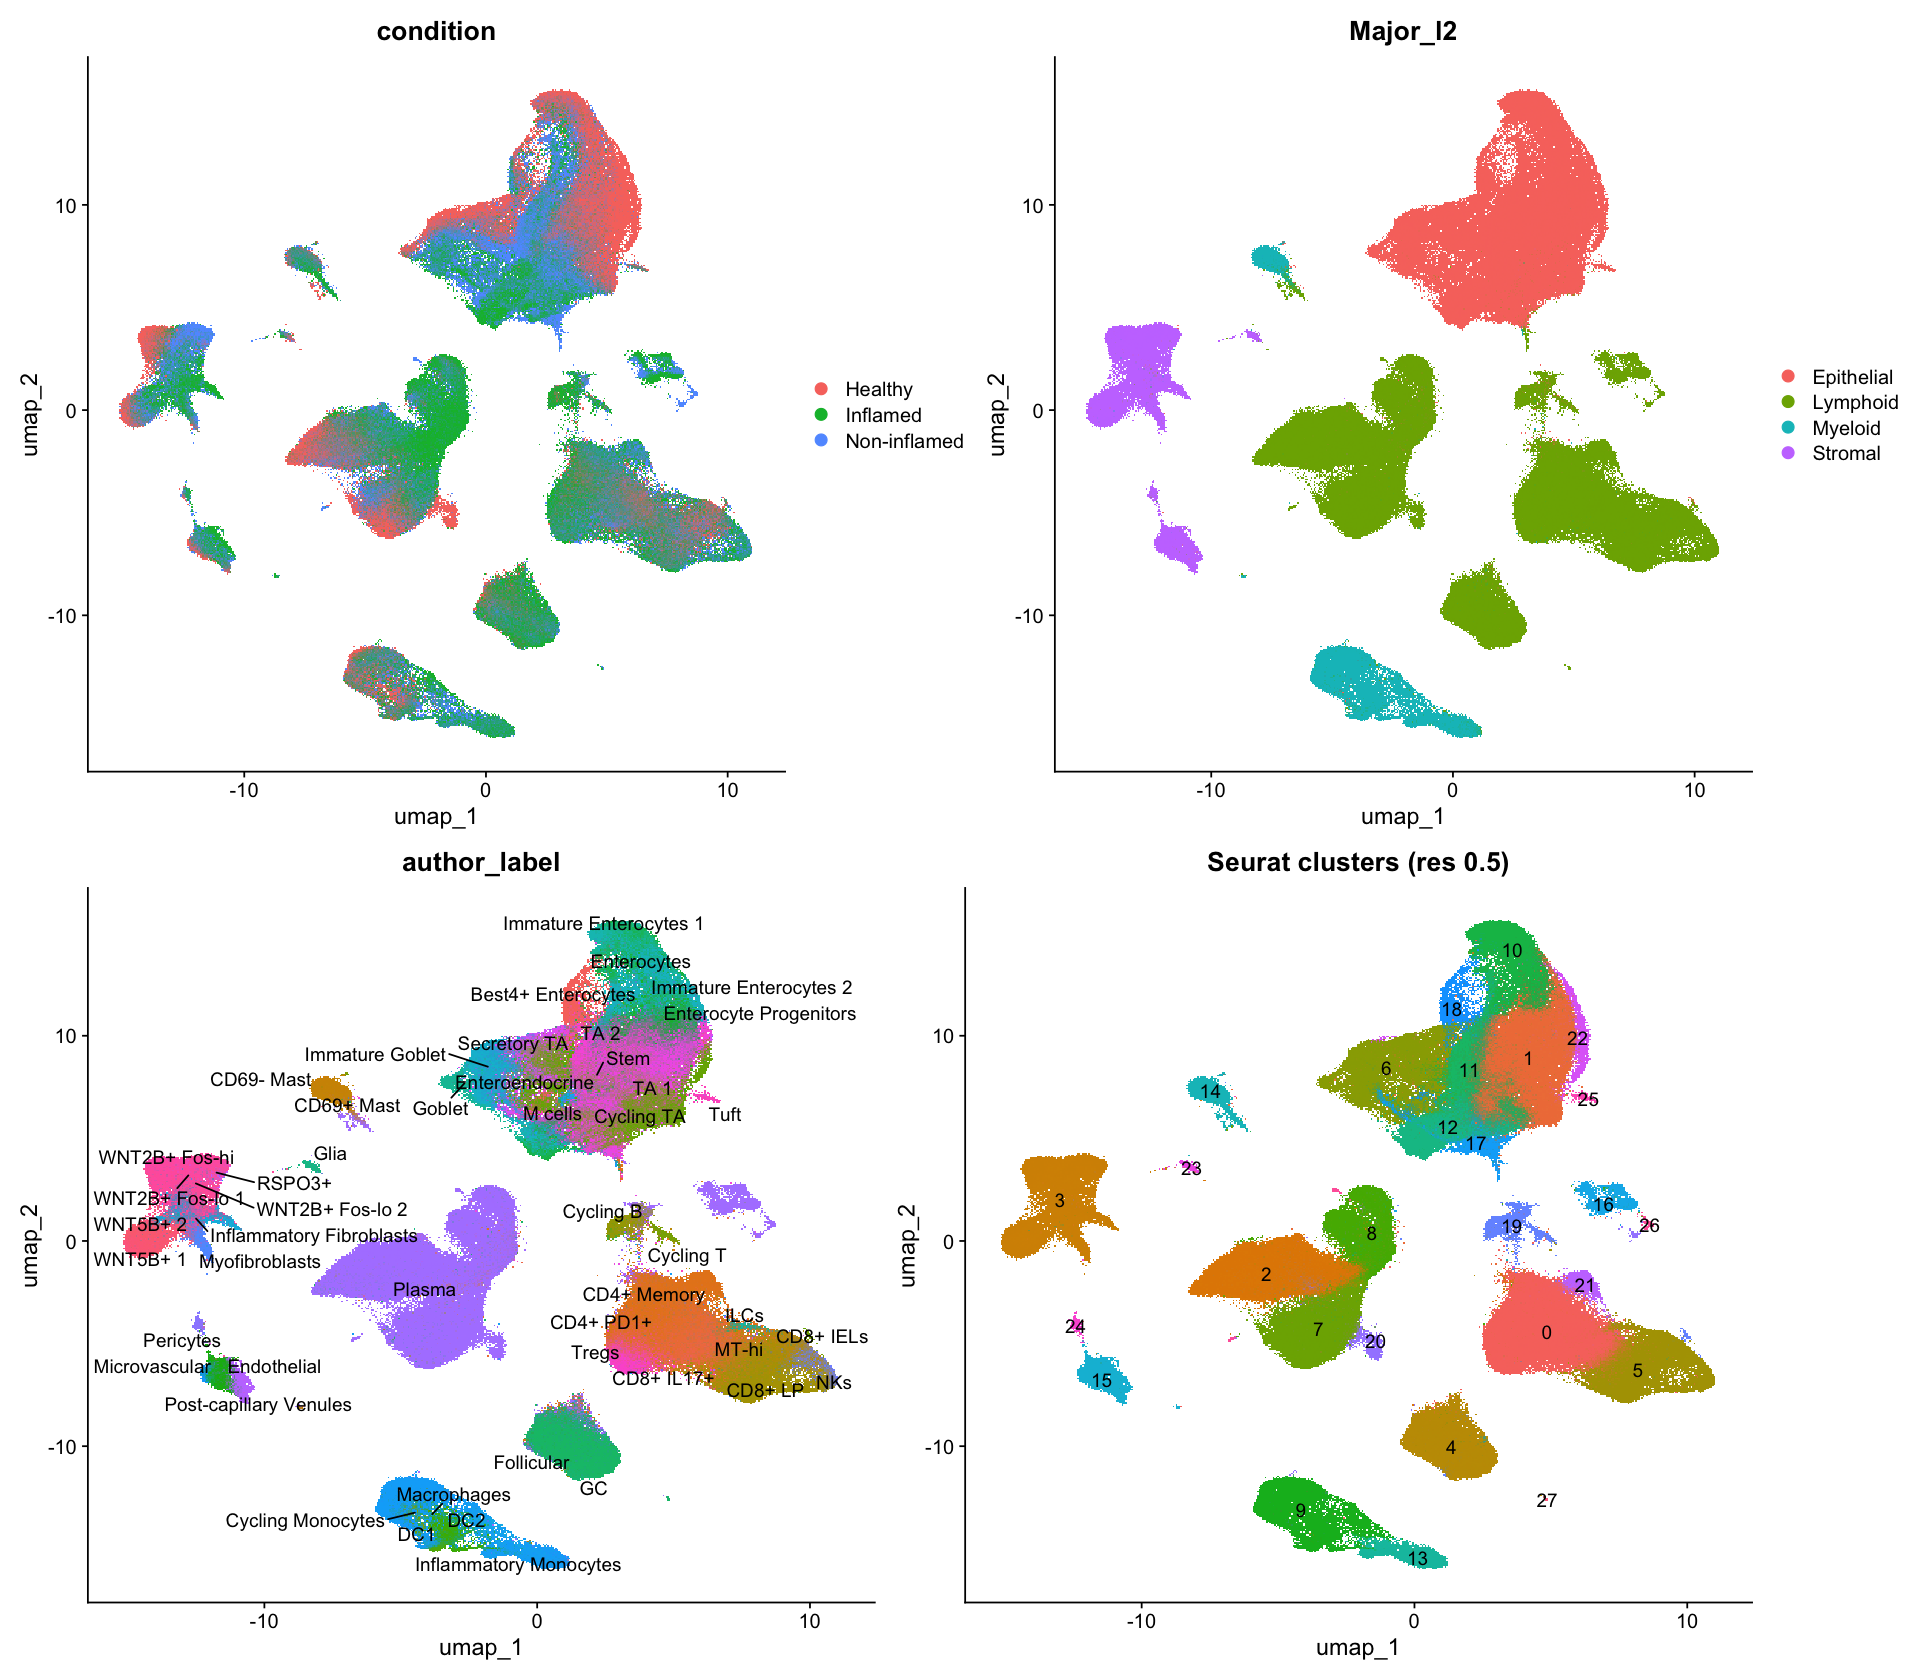 condition
umap_2
10
0
-10
-10
0
10
umap_1
Healthy
Inflamed
Non-inflamed
Major_l2
umap_2
10
0
-10
-10
0
10
umap_1
Epithelial
Lymphoid
Myeloid
Stromal
author_label
umap_2
10
0
-10
-10
0
10
umap_1
Immature Enterocytes 1
Enterocytes
Immature Enterocytes 2
Best4+ Enterocytes
Enterocyte Progenitors
TA 2
Secretory TA
Immature Goblet
Stem
CD69- Mast
Enteroendocrine
TA 1
CD69+ Mast
Goblet
M cells
Cycling TA
Tuft
Glia
WNT2B+ Fos-hi
RSPO3+
WNT2B+ Fos-lo 1
WNT2B+ Fos-lo 2
WNT5B+ 2
Inflammatory Fibroblasts
WNT5B+ 1
Myofibroblasts
Cycling B
Cycling T
Plasma
CD4+ Memory
ILCs
CD4+ PD1+
CD8+ IELs
Tregs
MT-hi
CD8+ IL17+
CD8+ LP
NKs
Pericytes
Microvascular
Endothelial
Post-capillary Venules
Follicular
GC
Macrophages
Cycling Monocytes
DC1
DC2
Inflammatory Monocytes
Seurat clusters (res 0.5)
umap_2
10
0
-10
-10
0
10
umap_1
10
18
22
1
6
11
14
25
12
17
23
3
16
19
26
8
2
21
24
7
20
0
5
15
4
27
9
13